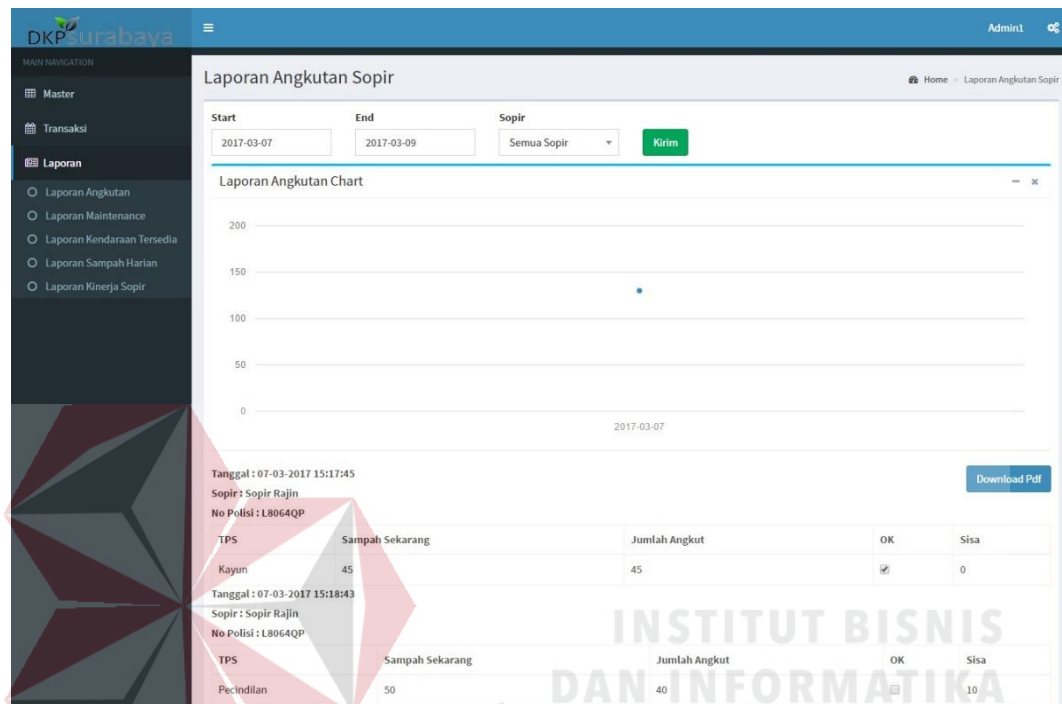 DKPSurabaya
Admin1
MAIN NAVIGATION
Master
Transaksi
Laporan
Laporan Angkutan
Laporan Maintenance
Laporan Kendaraan Tersedia
Laporan Sampah Harian
Laporan Kinerja Sopir
Laporan Angkutan Sopir
Home > Laporan Angkutan Sopir
Start End Sopir
2017-03-07 2017-03-09 Semua Sopir Kirim
Laporan Angkutan Chart
200
150
100
50
0
2017-03-07
Tanggal : 07-03-2017 15:17:45
Sopir : Sopir Rajin
No Polisi : L8064QP
Download Pdf
TPS Sampah Sekarang Jumlah Angkut OK Sisa
Kayun 45 45 0
Tanggal : 07-03-2017 15:18:43
Sopir : Sopir Rajin
No Polisi : L8064QP
TPS Sampah Sekarang Jumlah Angkut OK Sisa
Pecindilan 50 40 10
INSTITUT BISNIS
DAN INFORMATIKA